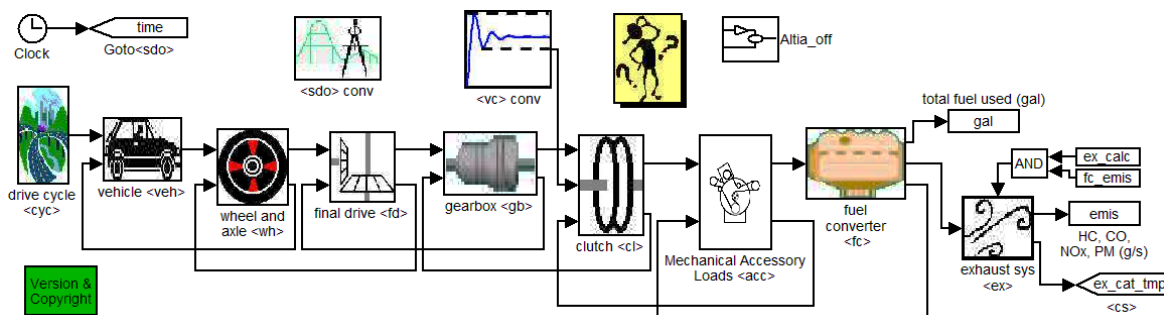 time
Clock
Goto<sdo>
<sdo> conv
<vc> conv
Altia_off
total fuel used (gal)
gal
AND
ex_calc
fc_emis
drive cycle
<cyc>
vehicle <veh>
wheel and
axle <wh>
final drive <fd>
gearbox <gb>
clutch <cl>
Mechanical Accessory
Loads <acc>
fuel
converter
<fc>
emis
HC, CO,
NOx, PM (g/s)
exhaust sys
<ex>
ex_cat_tmp
<cs>
Version &
Copyright